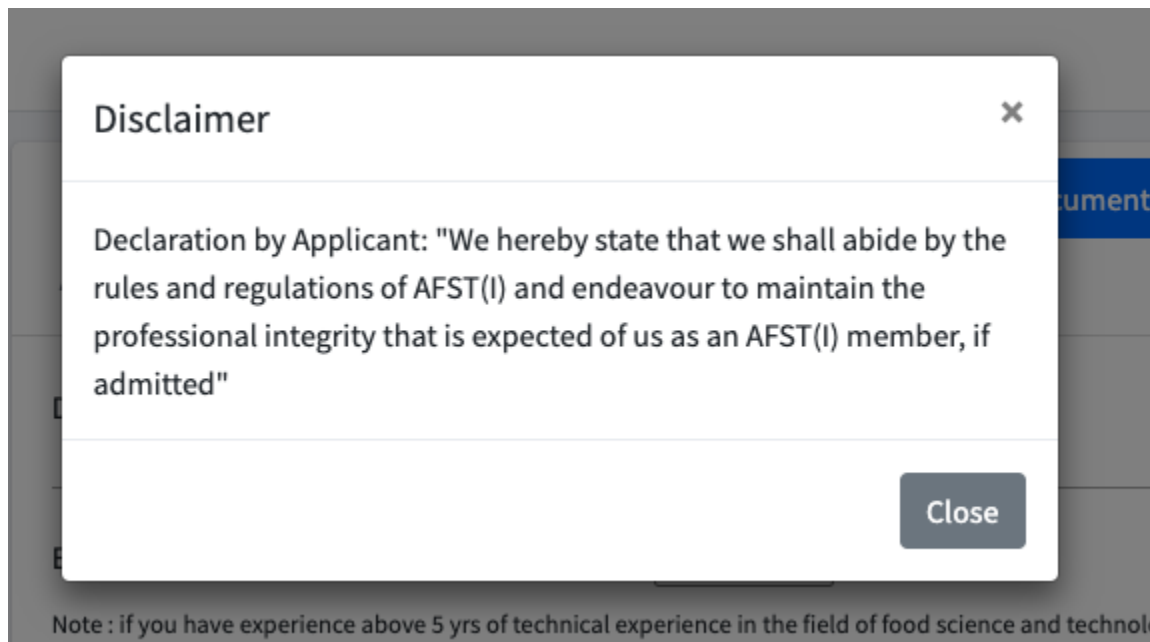 Disclaimer
×
cument
Declaration by Applicant: "We hereby state that we shall abide by the
rules and regulations of AFST(I) and endeavour to maintain the
professional integrity that is expected of us as an AFST(I) member, if
admitted"
Close
Note : if you have experience above 5 yrs of technical experience in the field of food science and technol